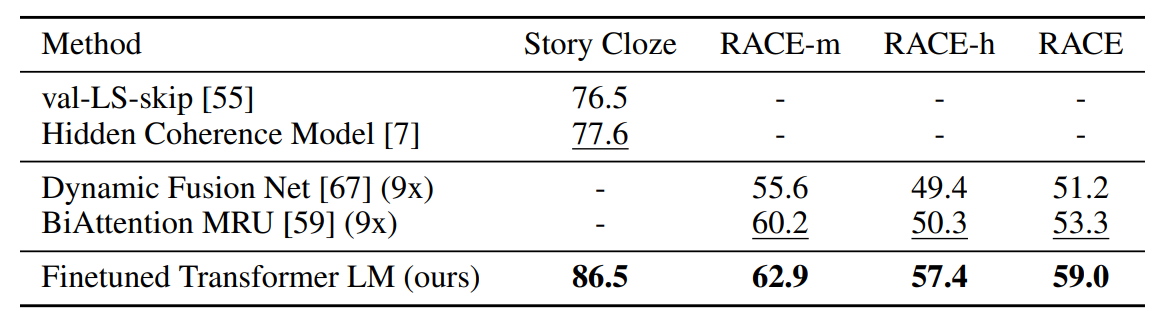 Method Story Cloze RACE-m RACE-h RACE
val-LS-skip [55] 76.5 - - -
Hidden Coherence Model [7] 77.6 - - -
Dynamic Fusion Net [67] (9x) - 55.6 49.4 51.2
BiAttention MRU [59] (9x) - 60.2 50.3 53.3
Finetuned Transformer LM (ours) 86.5 62.9 57.4 59.0